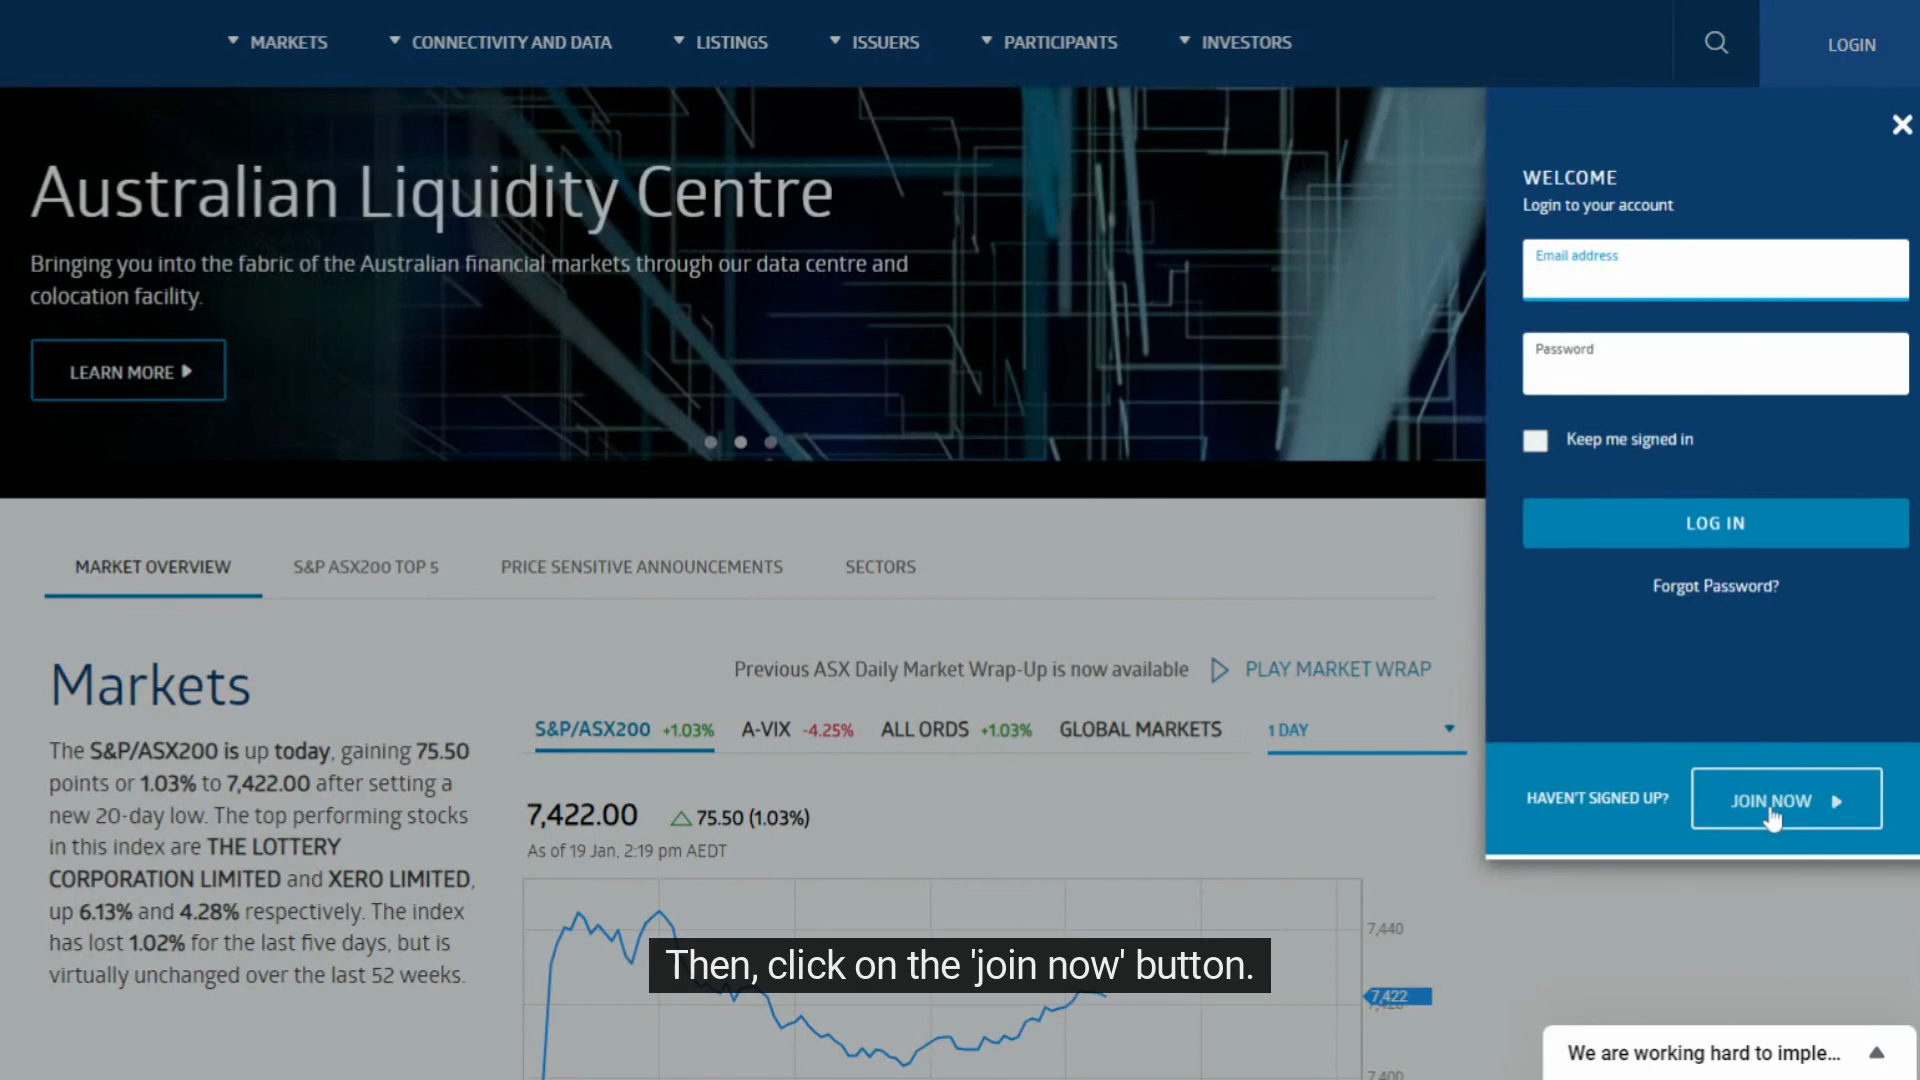 MARKETS
CONNECTIVITY AND DATA
LISTINGS
ISSUERS
PARTICIPANTS
INVESTORS
LOGIN
Australian Liquidity Centre
Bringing you into the fabric of the Australian financial markets through our data centre and
colocation facility.
LEARN MORE
WELCOME
Login to your account
Email address
Password
Keep me signed in
LOG IN
Forgot Password?
HAVEN'T SIGNED UP?
JOIN NOW
MARKET OVERVIEW
S&P ASX200 TOP 5
PRICE SENSITIVE ANNOUNCEMENTS
SECTORS
Markets
The S&P/ASX200 is up today, gaining 75.50
points or 1.03% to 7,422.00 after setting a
new 20-day low. The top performing stocks
in this index are THE LOTTERY
CORPORATION LIMITED and XERO LIMITED,
up 6.13% and 4.28% respectively. The index
has lost 1.02% for the last five days, but is
virtually unchanged over the last 52 weeks.
Previous ASX Daily Market Wrap-Up is now available
PLAY MARKET WRAP
S&P/ASX200 +1.03%
A-VIX -4.25%
ALL ORDS +1.03%
GLOBAL MARKETS
1 DAY
7,422.00
75.50 (1.03%)
As of 19 Jan, 2:19 pm AEDT
7,440
7,422
7,400
Then, click on the 'join now' button.
We are working hard to imple...